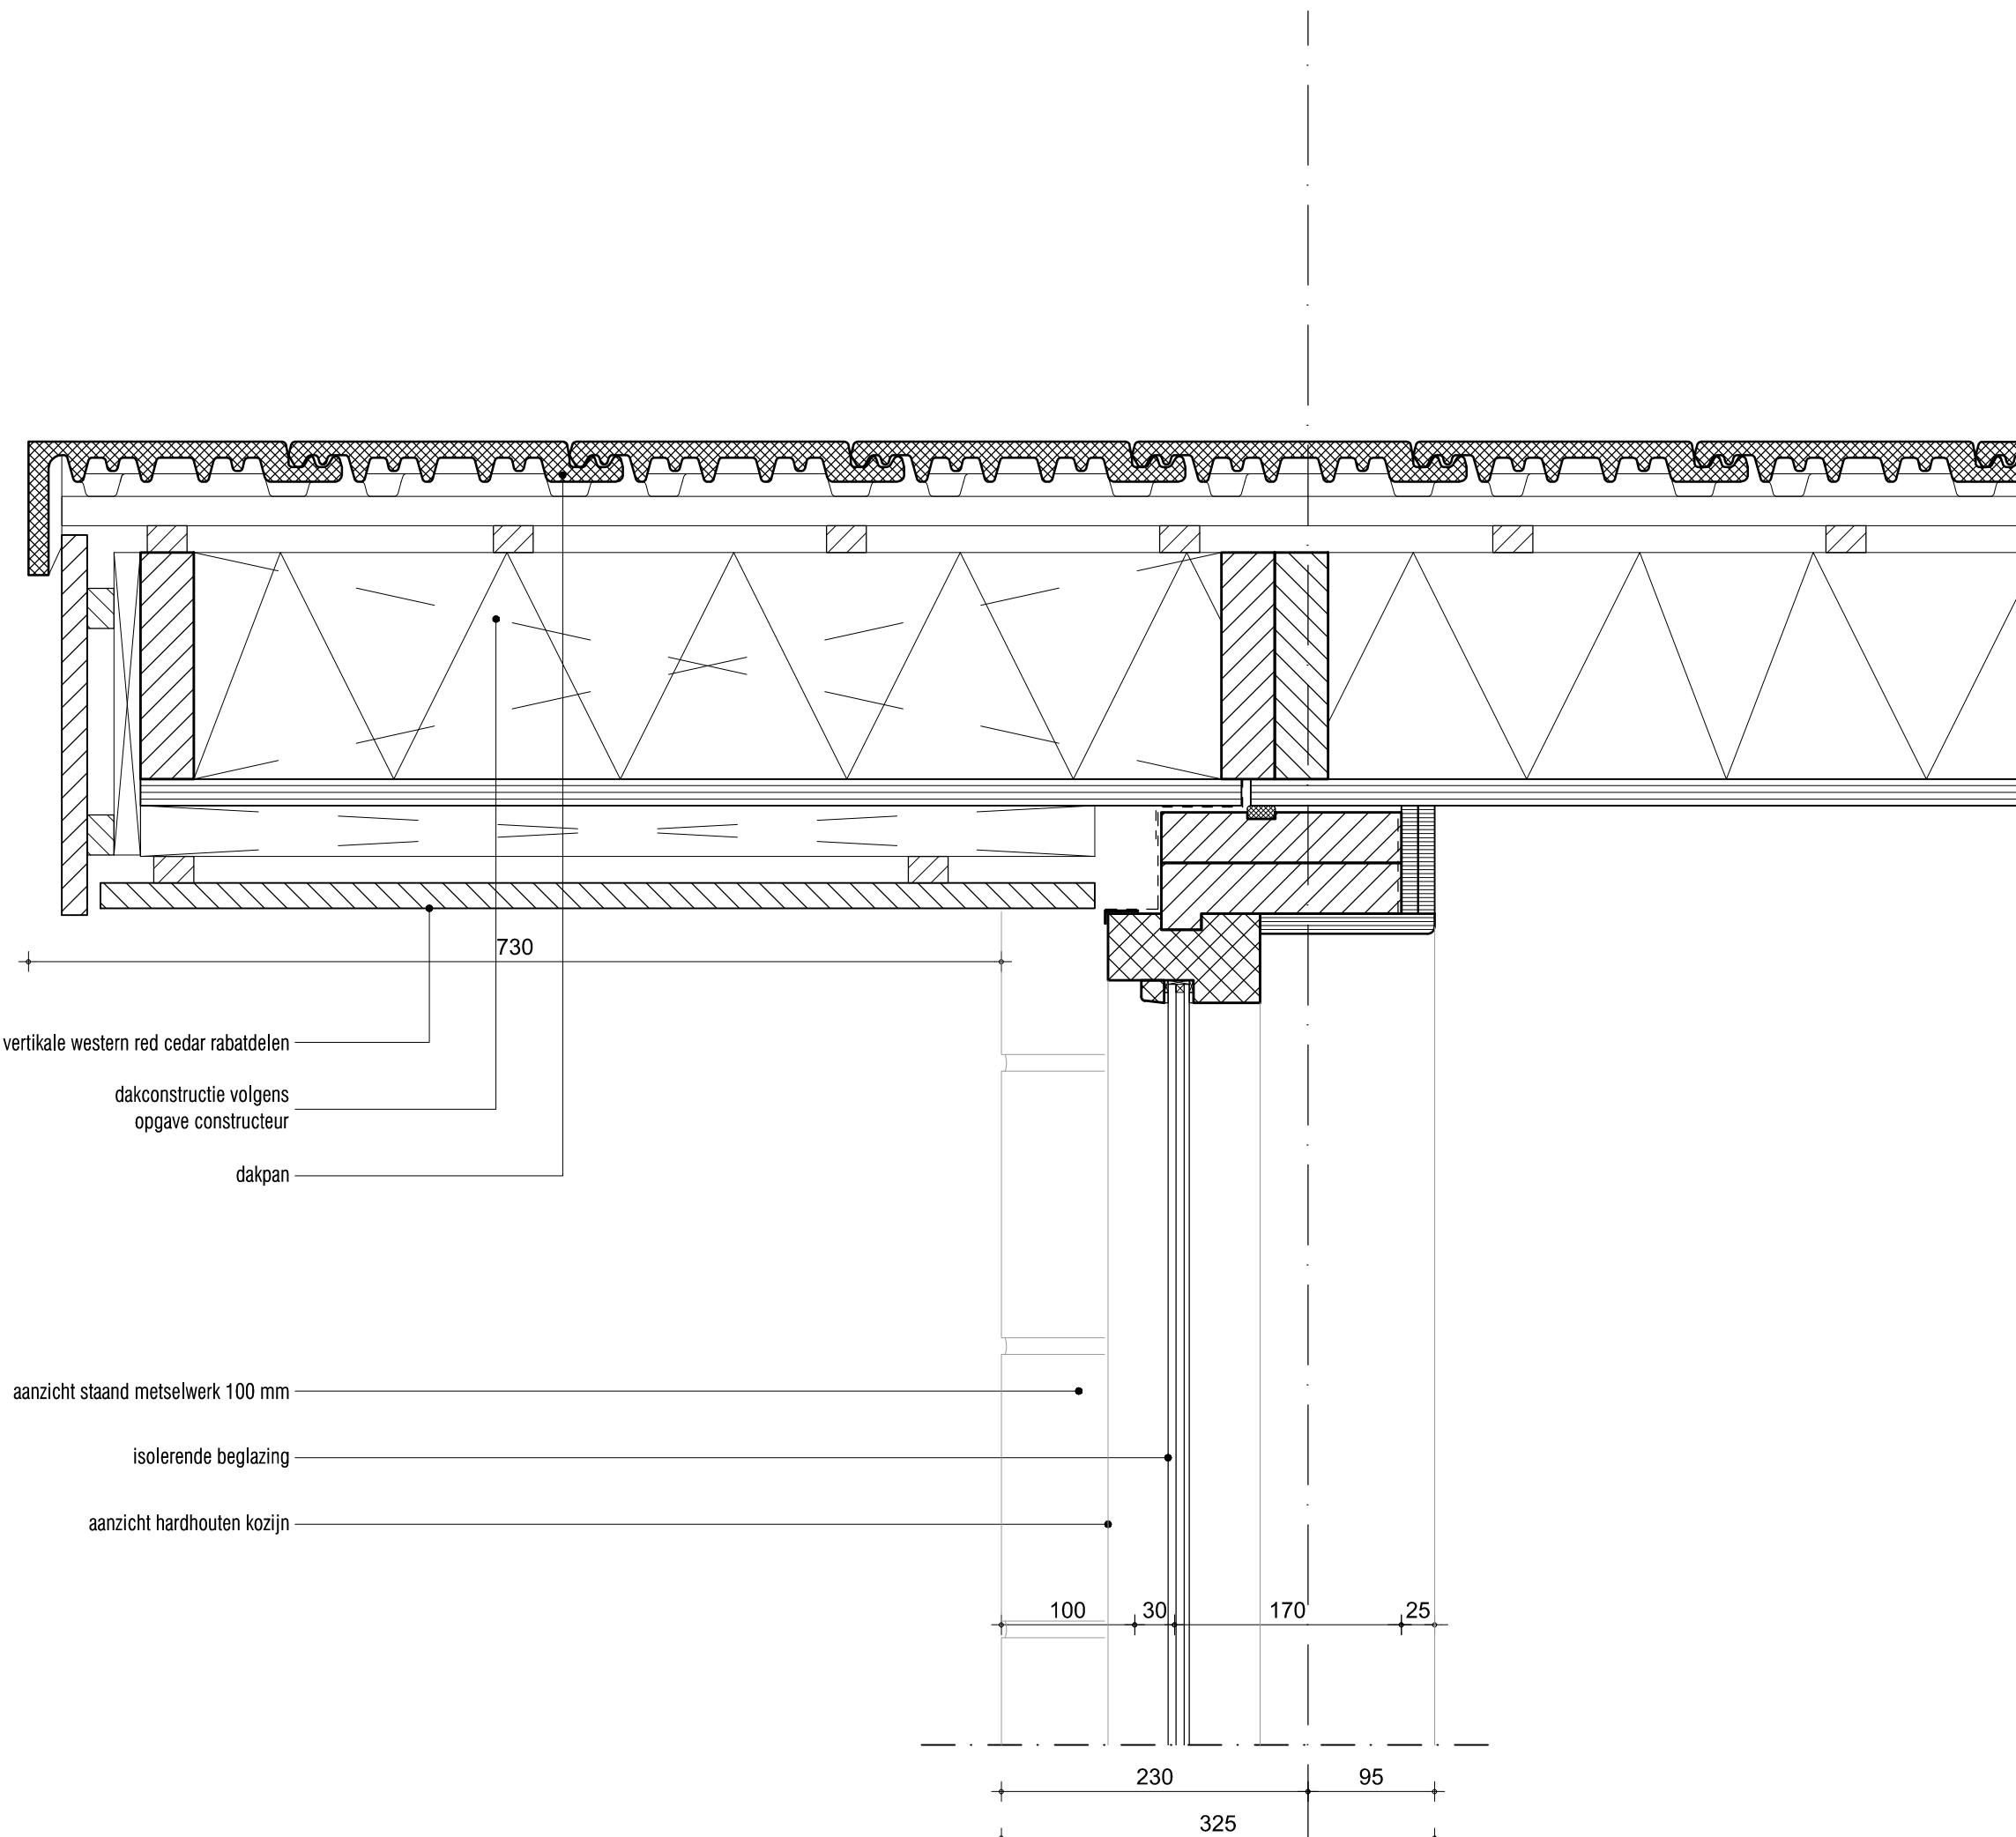 730
vertikale western red cedar rabatdelen
dakconstructie volgens
opgave constructeur
dakpan
aanzicht staand metselwerk 100 mm
isolerende beglazing
aanzicht hardhouten kozijn
100 30 170 25
230 95
325